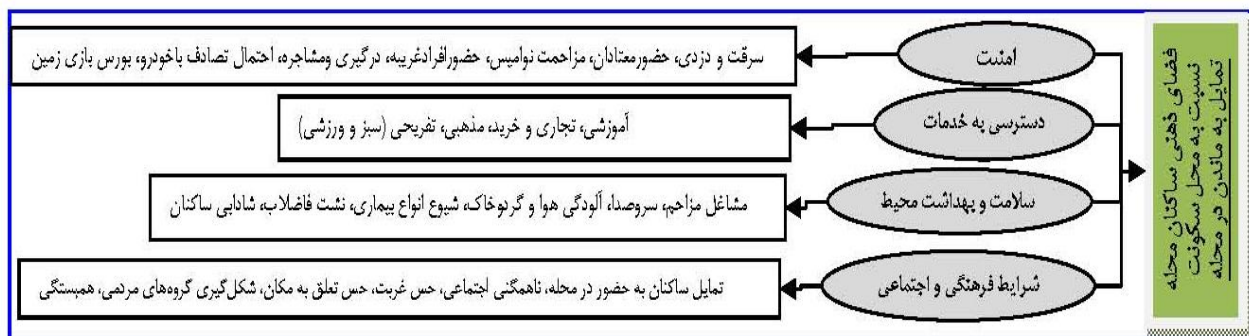 فضای ذهنی ساکنان محله
نسبت به محل سکونت
تمایل به ماندن در محله
امنیت
سرقت و دزدی، حضورمعتادان، مزاحمت نوامیس، حضورافرادغریبه، درگیری ومشاجره، احتمال تصادف باخودرو، بورس بازی زمین
دسترسی به خدمات
آموزشی، تجاری و خرید، مذهبی، تفریحی (سبز و ورزشی)
سلامت و بهداشت محیط
مشاغل مزاحم، سروصدا، آلودگی هوا و گردوخاک، شیوع انواع بیماری، نشت فاضلاب، شادابی ساکنان
شرایط فرهنگی و اجتماعی
تمایل ساکنان به حضور در محله، ناهمگنی اجتماعی، حس غربت، حس تعلق به مکان، شکل‌گیری گروه‌های مردمی، همبستگی